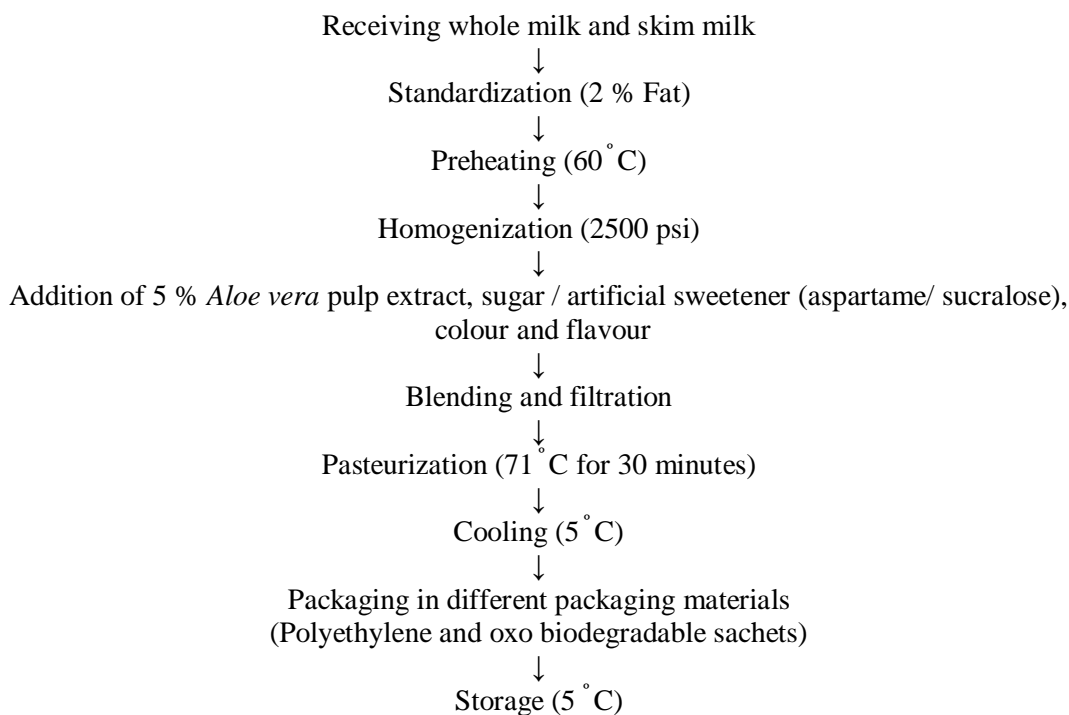 Receiving whole milk and skim milk
↓
Standardization (2 % Fat)
↓
Preheating (60°C)
↓
Homogenization (2500 psi)
↓
Addition of 5 % Aloe vera pulp extract, sugar / artificial sweetener (aspartame/ sucralose),
colour and flavour
↓
Blending and filtration
↓
Pasteurization (71°C for 30 minutes)
↓
Cooling (5°C)
↓
Packaging in different packaging materials
(Polyethylene and oxo biodegradable sachets)
↓
Storage (5 °C)